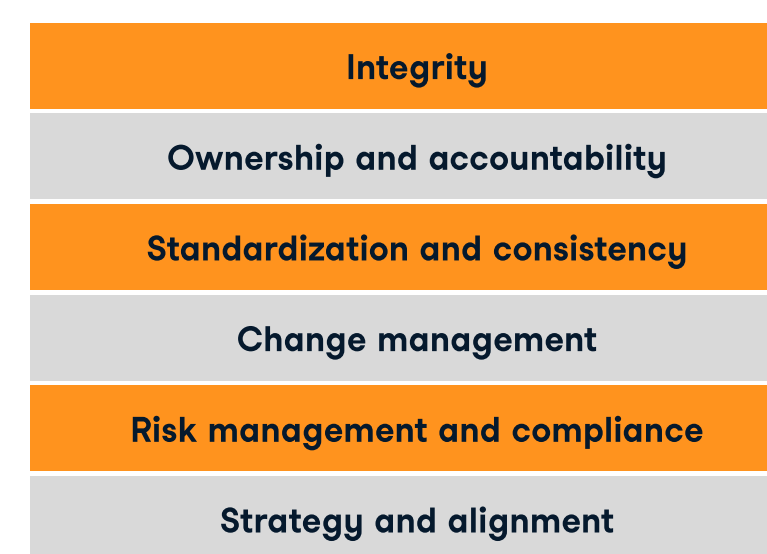 Integrity
Ownership and accountability
Standardization and consistency
Change management
Risk management and compliance
Strategy and alignment